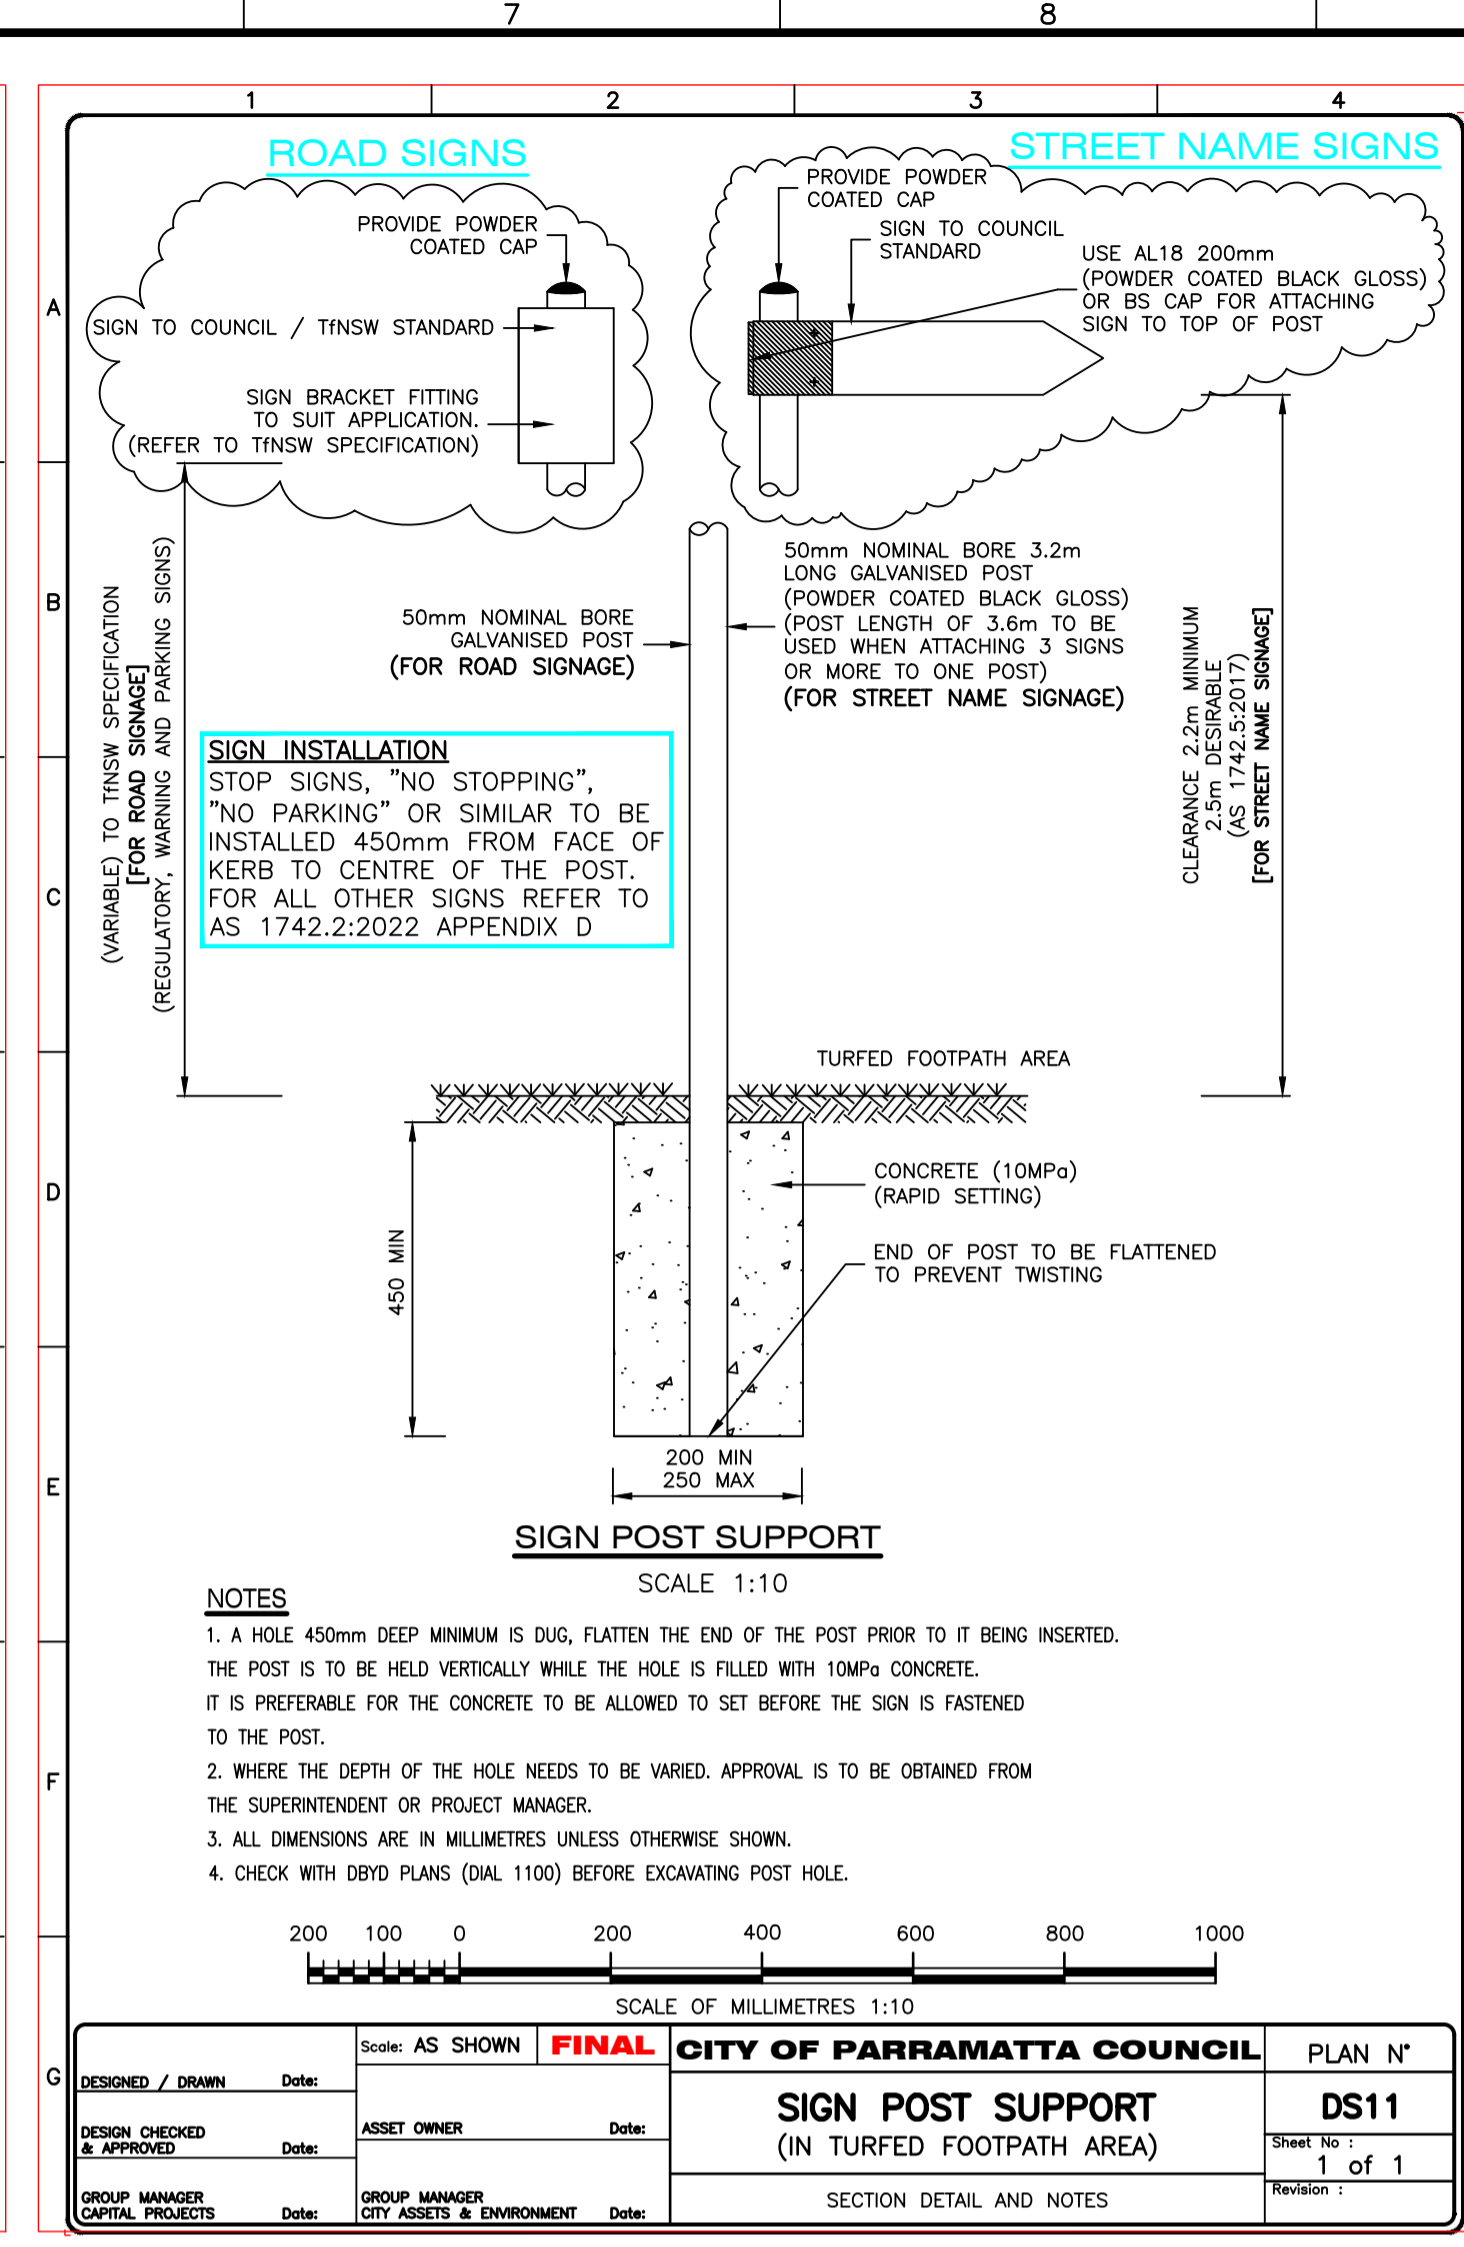 7
8
1
2
3
4
ROAD SIGNS
STREET NAME SIGNS
PROVIDE POWDER
COATED CAP
SIGN TO COUNCIL / TfNSW STANDARD
SIGN BRACKET FITTING
TO SUIT APPLICATION.
(REFER TO TfNSW SPECIFICATION)
PROVIDE POWDER
COATED CAP
SIGN TO COUNCIL
STANDARD
USE AL18 200mm
(POWDER COATED BLACK GLOSS)
OR BS CAP FOR ATTACHING
SIGN TO TOP OF POST
A
B
C
D
E
F
G
(VARIABLE) TO TfNSW SPECIFICATION
[FOR ROAD SIGNAGE]
(REGULATORY, WARNING AND PARKING SIGNS)
50mm NOMINAL BORE
GALVANISED POST
(FOR ROAD SIGNAGE)
50mm NOMINAL BORE 3.2m
LONG GALVANISED POST
(POWDER COATED BLACK GLOSS)
(POST LENGTH OF 3.6m TO BE
USED WHEN ATTACHING 3 SIGNS
OR MORE TO ONE POST)
(FOR STREET NAME SIGNAGE)
CLEARANCE 2.2m MINIMUM
2.5m DESIRABLE
(AS 1742.5:2017)
[FOR STREET NAME SIGNAGE]
SIGN INSTALLATION
STOP SIGNS, "NO STOPPING",
"NO PARKING" OR SIMILAR TO BE
INSTALLED 450mm FROM FACE OF
KERB TO CENTRE OF THE POST.
FOR ALL OTHER SIGNS REFER TO
AS 1742.2:2022 APPENDIX D
TURFED FOOTPATH AREA
CONCRETE (10MPa)
(RAPID SETTING)
END OF POST TO BE FLATTENED
TO PREVENT TWISTING
450 MIN
200 MIN
250 MAX
SIGN POST SUPPORT
SCALE 1:10
NOTES
1. A HOLE 450mm DEEP MINIMUM IS DUG, FLATTEN THE END OF THE POST PRIOR TO IT BEING INSERTED.
THE POST IS TO BE HELD VERTICALLY WHILE THE HOLE IS FILLED WITH 10MPa CONCRETE.
IT IS PREFERABLE FOR THE CONCRETE TO BE ALLOWED TO SET BEFORE THE SIGN IS FASTENED
TO THE POST.
2. WHERE THE DEPTH OF THE HOLE NEEDS TO BE VARIED. APPROVAL IS TO BE OBTAINED FROM
THE SUPERINTENDENT OR PROJECT MANAGER.
3. ALL DIMENSIONS ARE IN MILLIMETRES UNLESS OTHERWISE SHOWN.
4. CHECK WITH DBYD PLANS (DIAL 1100) BEFORE EXCAVATING POST HOLE.
200 100 0 200 400 600 800 1000
SCALE OF MILLIMETRES 1:10
DESIGNED / DRAWN Date:
DESIGN CHECKED
& APPROVED Date:
GROUP MANAGER
CAPITAL PROJECTS Date:
Scale: AS SHOWN
FINAL
ASSET OWNER Date:
GROUP MANAGER
CITY ASSETS & ENVIRONMENT Date:
CITY OF PARRAMATTA COUNCIL
SIGN POST SUPPORT
(IN TURFED FOOTPATH AREA)
SECTION DETAIL AND NOTES
PLAN N°
DS11
Sheet No :
1 of 1
Revision :